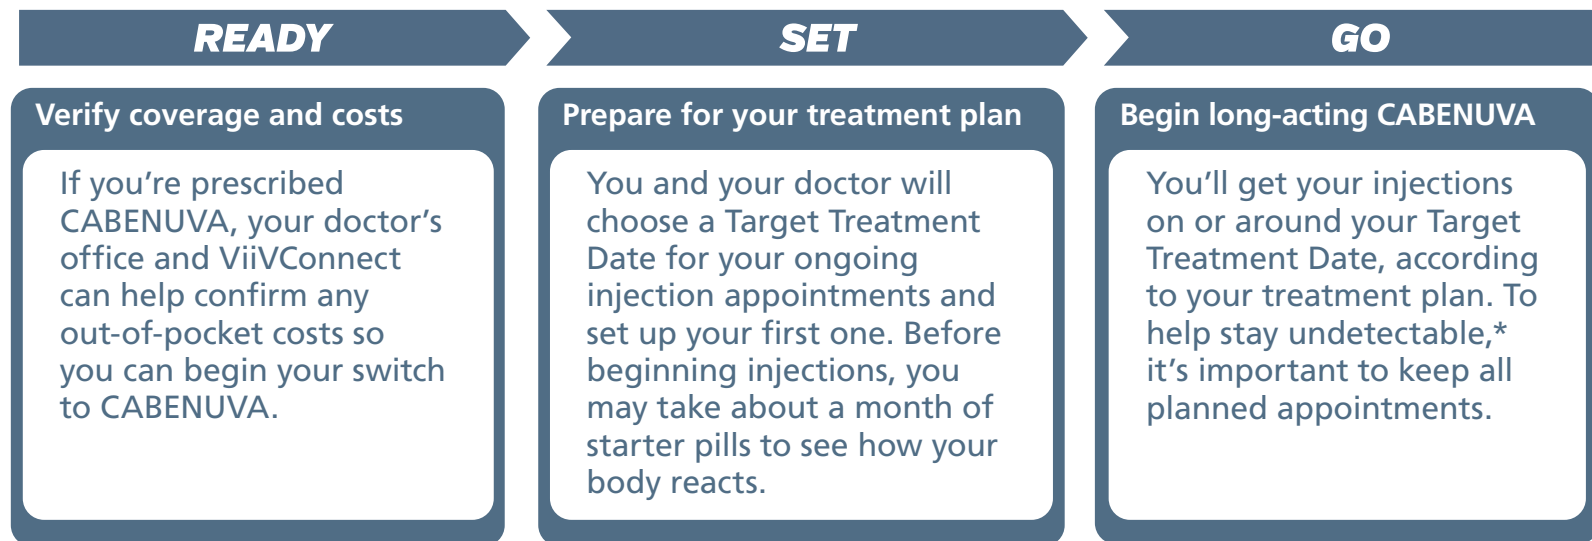 READY
SET
GO
Verify coverage and costs
If you’re prescribed
CABENUVA, your doctor’s
office and ViiVConnect
can help confirm any
out-of-pocket costs so
you can begin your switch
to CABENUVA.
Prepare for your treatment plan
You and your doctor will
choose a Target Treatment
Date for your ongoing
injection appointments and
set up your first one. Before
beginning injections, you
may take about a month of
starter pills to see how your
body reacts.
Begin long-acting CABENUVA
You’ll get your injections
on or around your Target
Treatment Date, according
to your treatment plan. To
help stay undetectable,*
it’s important to keep all
planned appointments.